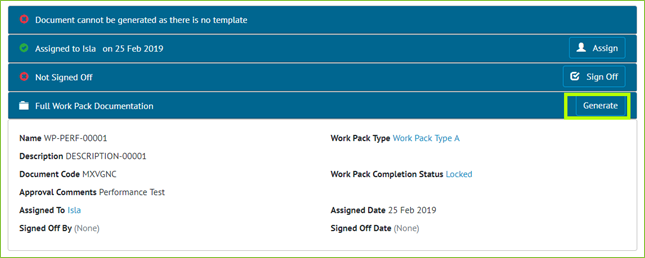 Document cannot be generated as there is no template
Assigned to Isla on 25 Feb 2019 Assign
Not Signed Off Sign Off
Full Work Pack Documentation Generate
Name WP-PERF-00001 Work Pack Type Work Pack Type A
Description DESCRIPTION-00001
Document Code MXVGNC Work Pack Completion Status Locked
Approval Comments Performance Test
Assigned To Isla Assigned Date 25 Feb 2019
Signed Off By (None) Signed Off Date (None)